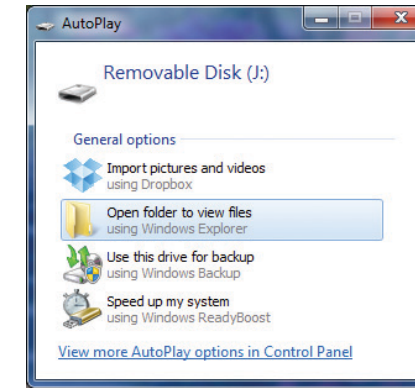 AutoPlay
Removable Disk (J:)
General options
Import pictures and videos
using Dropbox
Open folder to view files
using Windows Explorer
Use this drive for backup
using Windows Backup
Speed up my system
using Windows ReadyBoost
View more AutoPlay options in Control Panel